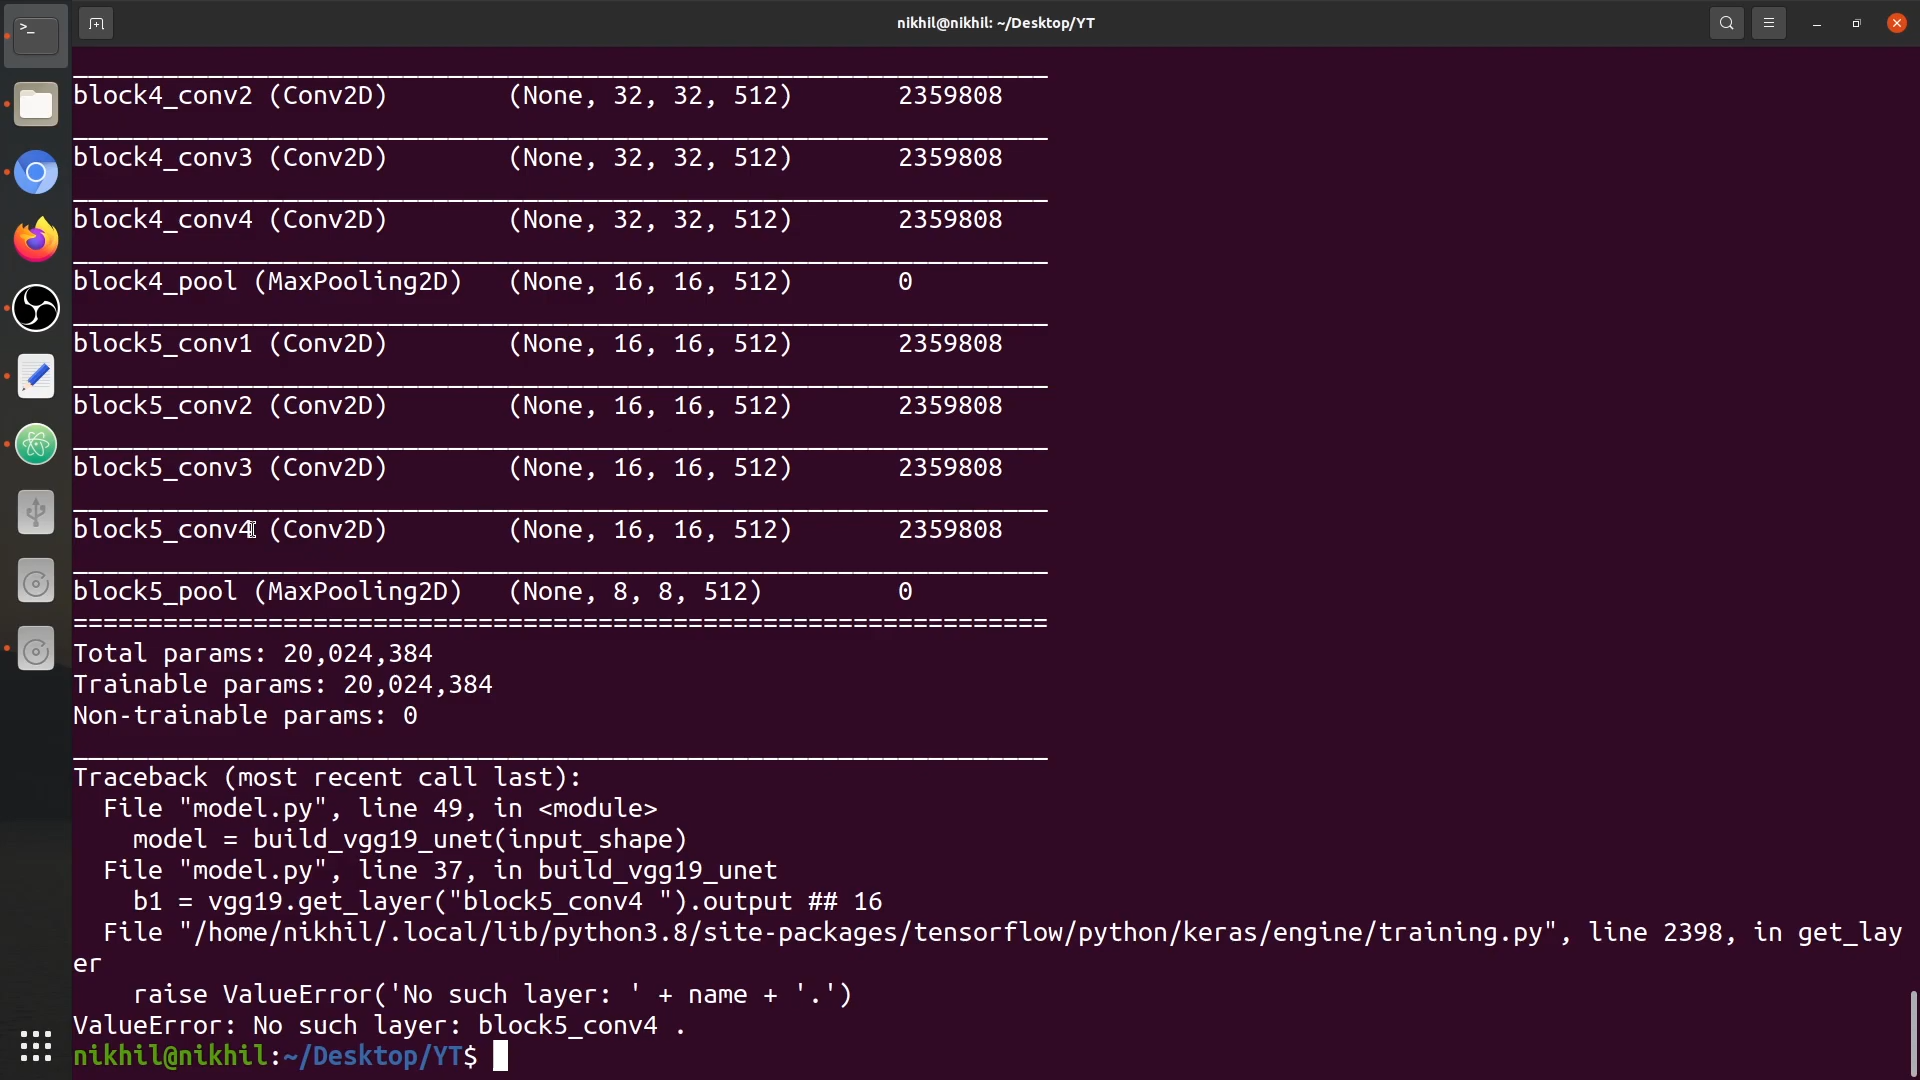 nikhil@nikhil: ~/Desktop/YT
>_
block4_conv2 (Conv2D)        (None, 32, 32, 512)       2359808
block4_conv3 (Conv2D)        (None, 32, 32, 512)       2359808
block4_conv4 (Conv2D)        (None, 32, 32, 512)       2359808
block4_pool (MaxPooling2D)   (None, 16, 16, 512)       0
block5_conv1 (Conv2D)        (None, 16, 16, 512)       2359808
block5_conv2 (Conv2D)        (None, 16, 16, 512)       2359808
block5_conv3 (Conv2D)        (None, 16, 16, 512)       2359808
block5_conv4 (Conv2D)        (None, 16, 16, 512)       2359808
block5_pool (MaxPooling2D)   (None, 8, 8, 512)         0
=================================================================
Total params: 20,024,384
Trainable params: 20,024,384
Non-trainable params: 0
Traceback (most recent call last):
  File "model.py", line 49, in <module>
    model = build_vgg19_unet(input_shape)
  File "model.py", line 37, in build_vgg19_unet
    b1 = vgg19.get_layer("block5_conv4 ").output ## 16
  File "/home/nikhil/.local/lib/python3.8/site-packages/tensorflow/python/keras/engine/training.py", line 2398, in get_lay
er
    raise ValueError('No such layer: ' + name + '.')
ValueError: No such layer: block5_conv4 .
nikhil@nikhil:~/Desktop/YT$